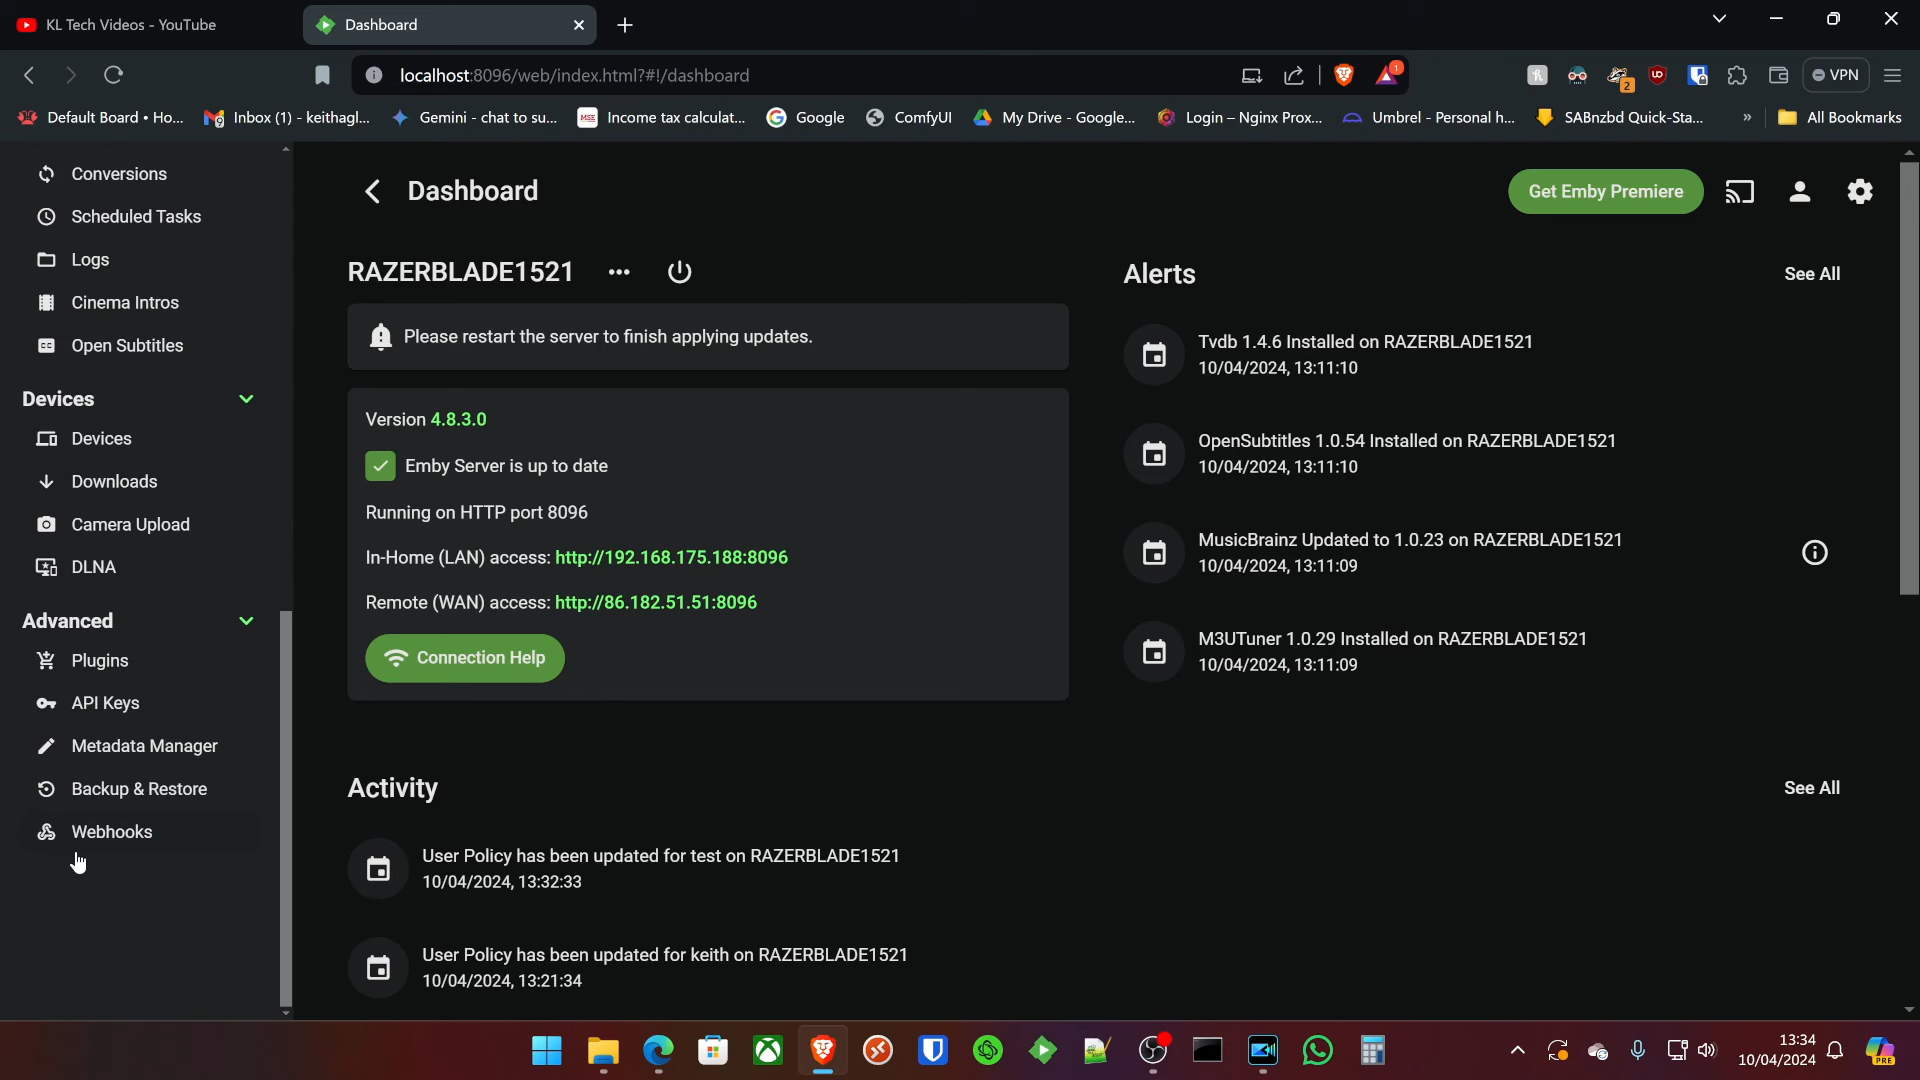 KL Tech Videos - YouTube
Dashboard
localhost:8096/web/index.html?#!/dashboard
1
2
VPN
Default Board • Ho...
Inbox (1) - keithagl...
Gemini - chat to su...
MSE
Income tax calculat...
Google
ComfyUI
My Drive - Google...
Login – Nginx Prox...
Umbrel - Personal h...
SABnzbd Quick-Sta...
»
All Bookmarks
Conversions
Scheduled Tasks
Logs
Cinema Intros
Open Subtitles
Devices
Devices
Downloads
Camera Upload
DLNA
Advanced
Plugins
API Keys
Metadata Manager
Backup & Restore
Webhooks
Dashboard
Get Emby Premiere
RAZERBLADE1521
Please restart the server to finish applying updates.
Version 4.8.3.0
Emby Server is up to date
Running on HTTP port 8096
In-Home (LAN) access: http://192.168.175.188:8096
Remote (WAN) access: http://86.182.51.51:8096
Connection Help
Alerts
See All
Tvdb 1.4.6 Installed on RAZERBLADE1521
10/04/2024, 13:11:10
OpenSubtitles 1.0.54 Installed on RAZERBLADE1521
10/04/2024, 13:11:10
MusicBrainz Updated to 1.0.23 on RAZERBLADE1521
10/04/2024, 13:11:09
M3UTuner 1.0.29 Installed on RAZERBLADE1521
10/04/2024, 13:11:09
Activity
See All
User Policy has been updated for test on RAZERBLADE1521
10/04/2024, 13:32:33
User Policy has been updated for keith on RAZERBLADE1521
10/04/2024, 13:21:34
13:34
10/04/2024
PRE